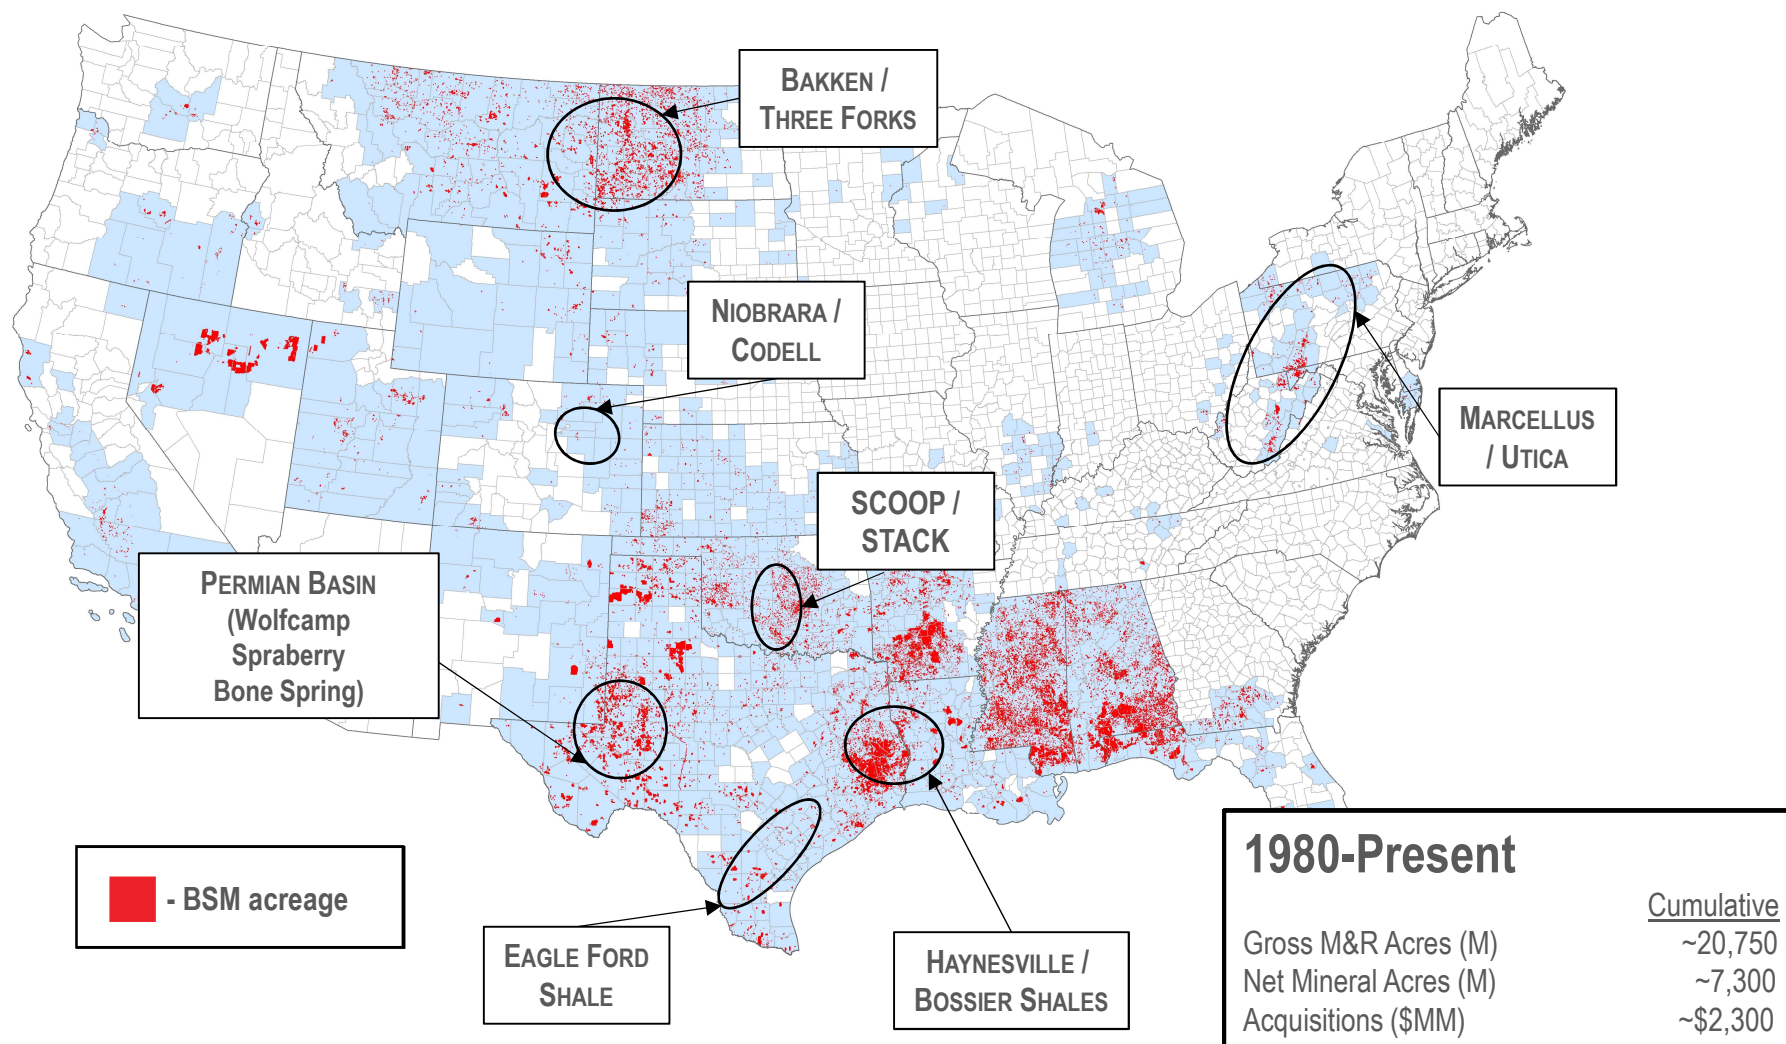 BAKKEN /
THREE FORKS
NIOBRARA /
CODELL
MARCELLUS
/ UTICA
SCOOP /
STACK
PERMIAN BASIN
(Wolfcamp
Spraberry
Bone Spring)
- BSM acreage
EAGLE FORD
SHALE
HAYNESVILLE /
BOSSIER SHALES
1980-Present
Cumulative
Gross M&R Acres (M) ~20,750
Net Mineral Acres (M) ~7,300
Acquisitions ($MM) ~$2,300